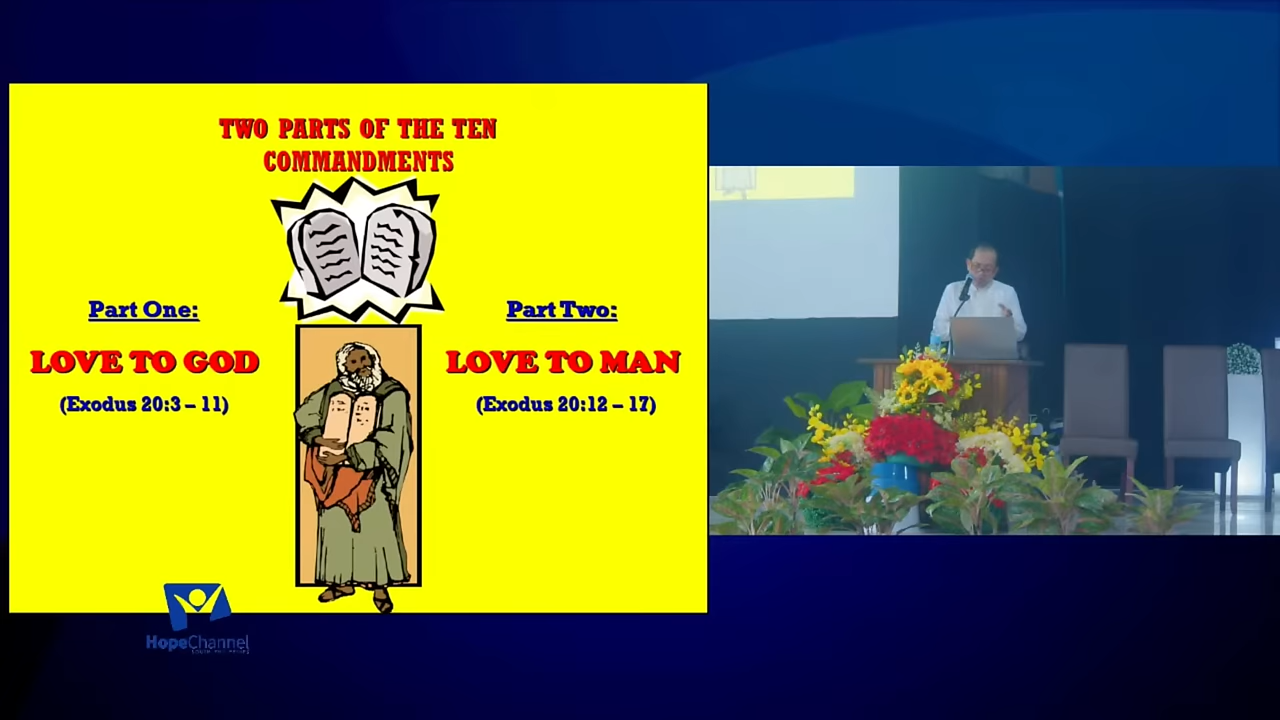 TWO PARTS OF THE TEN
COMMANDMENTS
Part One:
LOVE TO GOD
(Exodus 20:3 – 11)
Part Two:
LOVE TO MAN
(Exodus 20:12 – 17)
HopeChannel